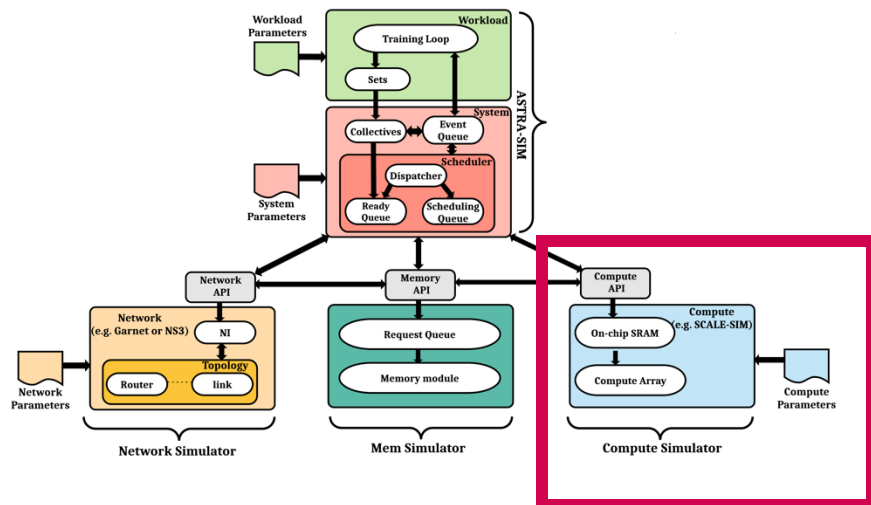 Workload
Parameters
Workload
Training Loop
Sets
System
Collectives
Event
Queue
Scheduler
Dispatcher
Ready
Queue
Scheduling
Queue
System
Parameters
ASTRA-SIM
Network
API
Memory
API
Compute
API
Network
(e.g. Garnet or NS3)
NI
Topology
Router
link
Network
Parameters
Request Queue
Memory module
Compute
(e.g. SCALE-SIM)
On-chip SRAM
Compute Array
Compute
Parameters
Network Simulator
Mem Simulator
Compute Simulator